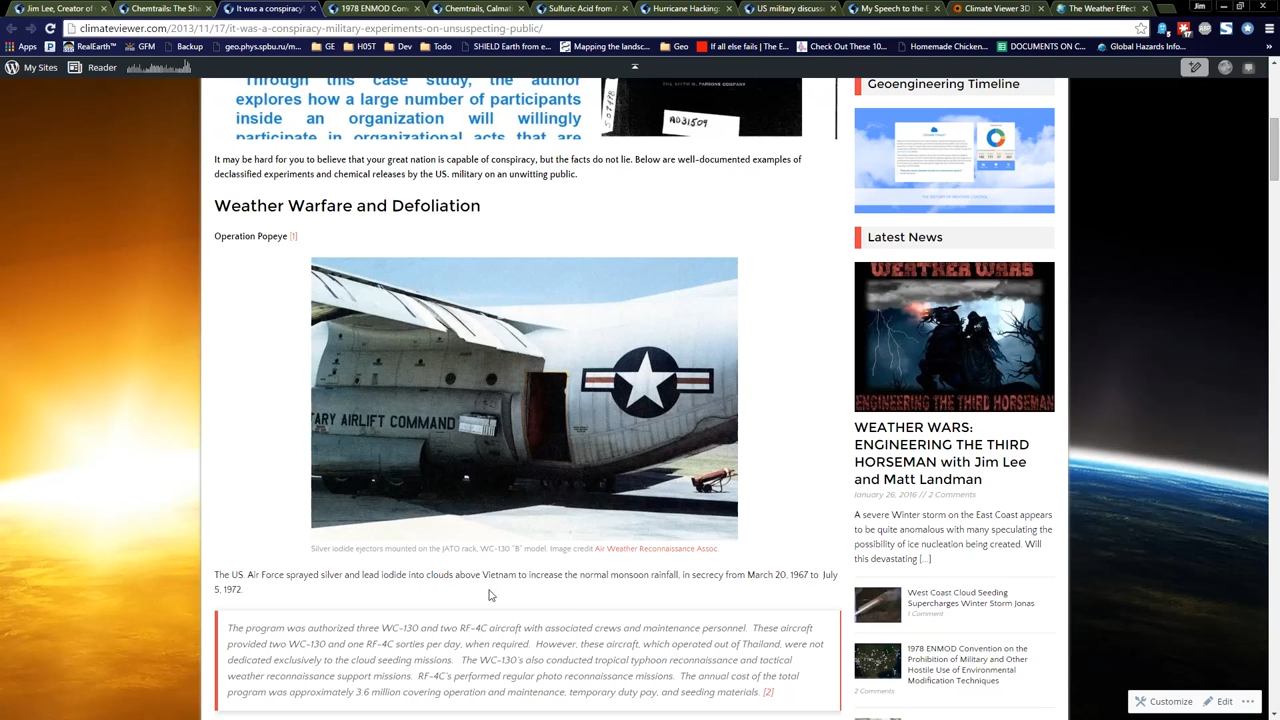 Jim Lee, Creator of
Chemtrails: The Sha
It was a conspiracy!
1978 ENMOD Con
Chemtrails, Calmati
Sulfuric Acid from
Hurricane Hacking:
US military discuss
My Speech to the E
Climate Viewer 3D
The Weather Effect
Jim
climateviewer.com/2013/11/17/it-was-a-conspiracy-military-experiments-on-unsuspecting-public/
Apps
RealEarth™
GFM
Backup
geo.phys.spbu.ru/m
GE
H05T
Dev
Todo
SHIELD Earth from e...
Mapping the landsc...
Geo
If all else fails | The E...
Check Out These 10...
Homemade Chicken...
DOCUMENTS ON C...
Global Hazards Info...
My Sites
Reader
Through this case study, the author
explores how a large number of participants
inside an organization will willingly
participate in organizational acts that are
THE RALPH M. PARSONS COMPANY
AD31509
It may be hard for you to believe that your great nation is capable of conspiracy, but the facts do not lie. Below are well-documented examples of
declassified experiments and chemical releases by the US. military on an unwitting public.
Weather Warfare and Defoliation
Operation Popeye [1]
TARY AIRLIFT COMMAND
Silver iodide ejectors mounted on the JATO rack, WC-130 "B" model. Image credit Air Weather Reconnaissance Assoc.
The US. Air Force sprayed silver and lead iodide into clouds above Vietnam to increase the normal monsoon rainfall, in secrecy from March 20, 1967 to July
5, 1972.
The program was authorized three WC-130 and two RF-4C aircraft with associated crews and maintenance personnel. These aircraft
provided two WC-130 and one RF-4C sorties per day, when required. However, these aircraft, which operated out of Thailand, were not
dedicated exclusively to the cloud seeding missions. The WC-130's also conducted tropical typhoon reconnaissance and tactical
weather reconnaissance support missions. RF-4C's performed regular photo reconnaissance missions. The annual cost of the total
program was approximately 3.6 million covering operation and maintenance, temporary duty pay, and seeding materials. [2]
Geoengineering Timeline
THE HISTORY OF WEATHER CONTROL
Latest News
WEATHER WARS
ENGINEERING THE THIRD HORSEMAN
WEATHER WARS:
ENGINEERING THE THIRD
HORSEMAN with Jim Lee
and Matt Landman
January 26, 2016 // 2 Comments
A severe Winter storm on the East Coast appears
to be quite anomalous with many speculating the
possibility of ice nucleation being created. Will
this devastating [...]
West Coast Cloud Seeding
Supercharges Winter Storm Jonas
1 Comment
1978 ENMOD Convention on the
Prohibition of Military and Other
Hostile Use of Environmental
Modification Techniques
2 Comments
Customize
Edit